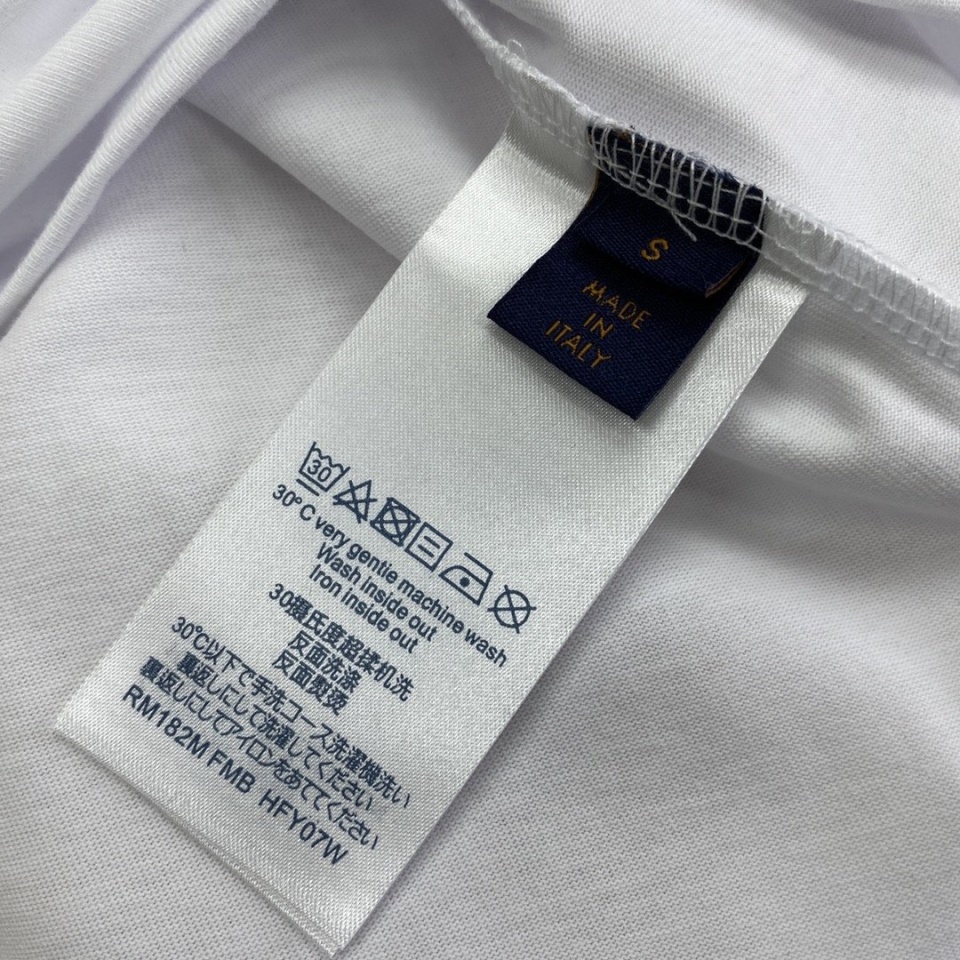 S
MADE
IN
ITALY
30
30°C very gentie machine wash
Wash inside out
Iron inside out
30摄氏度超揉机洗
反面洗涤
反面熨烫
30℃以下で手洗コース洗濯機洗い
裏返しにして洗濯してください
裏返しにしてアイロンをあててください
RM182M FMB HFY07W